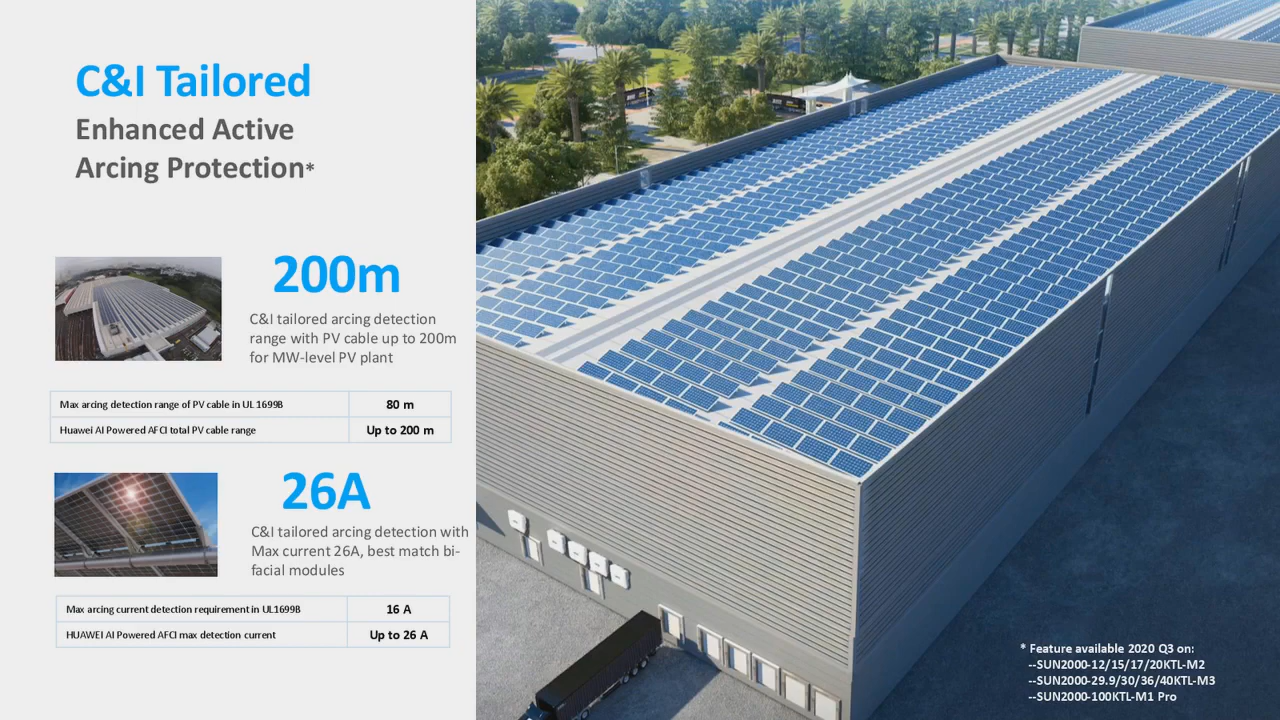 C&I Tailored
Enhanced Active
Arcing Protection*
200m
C&I tailored arcing detection
range with PV cable up to 200m
for MW-level PV plant
Max arcing detection range of PV cable in UL 1699B 80 m
Huawei AI Powered AFCI total PV cable range Up to 200 m
26A
C&I tailored arcing detection with
Max current 26A, best match bi-
facial modules
Max arcing current detection requirement in UL1699B 16 A
HUAWEI AI Powered AFCI max detection current Up to 26 A
* Feature available 2020 Q3 on:
--SUN2000-12/15/17/20KTL-M2
--SUN2000-29.9/30/36/40KTL-M3
--SUN2000-100KTL-M1 Pro